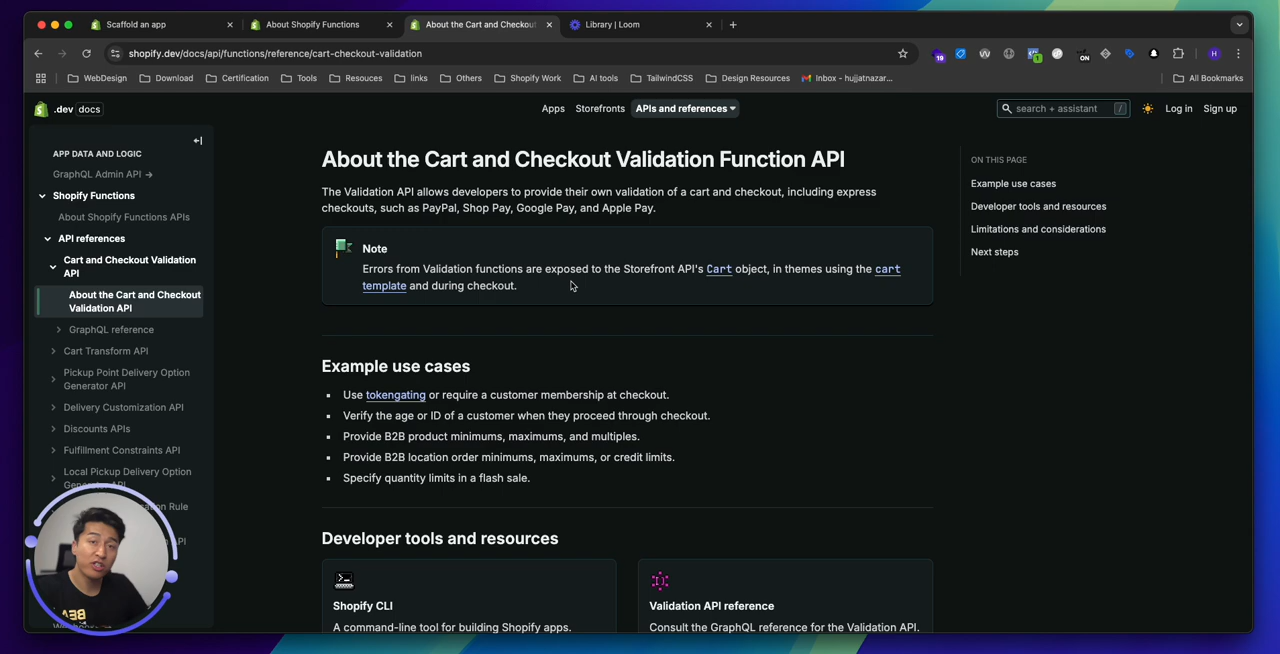 Scaffold an app
About Shopify Functions
About the Cart and Checkout
Library | Loom
shopify.dev/docs/api/functions/reference/cart-checkout-validation
19
1
ON
H
WebDesign
Download
Certification
Tools
Resouces
links
Others
Shopify Work
AI tools
TailwindCSS
Design Resources
Inbox - hujjatnazar...
All Bookmarks
.dev docs
Apps
Storefronts
APIs and references
search + assistant /
Log in
Sign up
APP DATA AND LOGIC
GraphQL Admin API →
Shopify Functions
About Shopify Functions APIs
API references
Cart and Checkout Validation
API
About the Cart and Checkout
Validation API
GraphQL reference
Cart Transform API
Pickup Point Delivery Option
Generator API
Delivery Customization API
Discounts APIs
Fulfillment Constraints API
Local Pickup Delivery Option
Generator API
Rule
API
About the Cart and Checkout Validation Function API
The Validation API allows developers to provide their own validation of a cart and checkout, including express
checkouts, such as PayPal, Shop Pay, Google Pay, and Apple Pay.
Note
Errors from Validation functions are exposed to the Storefront API's Cart object, in themes using the cart
template and during checkout.
Example use cases
Use tokengating or require a customer membership at checkout.
Verify the age or ID of a customer when they proceed through checkout.
Provide B2B product minimums, maximums, and multiples.
Provide B2B location order minimums, maximums, or credit limits.
Specify quantity limits in a flash sale.
Developer tools and resources
Shopify CLI
A command-line tool for building Shopify apps.
Validation API reference
Consult the GraphQL reference for the Validation API.
ON THIS PAGE
Example use cases
Developer tools and resources
Limitations and considerations
Next steps